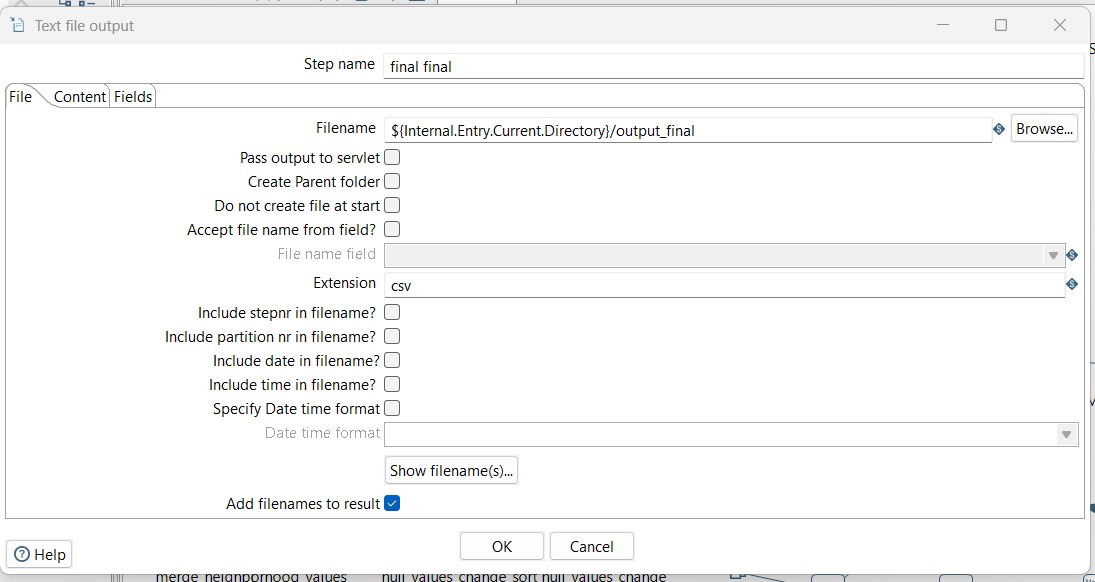 Text file output
Step name final final
File Content Fields
Filename ${Internal.Entry.Current.Directory}/output_final Browse...
Pass output to servlet
Create Parent folder
Do not create file at start
Accept file name from field?
File name field
Extension csv
Include stepnr in filename?
Include partition nr in filename?
Include date in filename?
Include time in filename?
Specify Date time format
Date time format
Show filename(s)...
Add filenames to result
OK Cancel
Help
merge neighborhood values null values change sort null values change